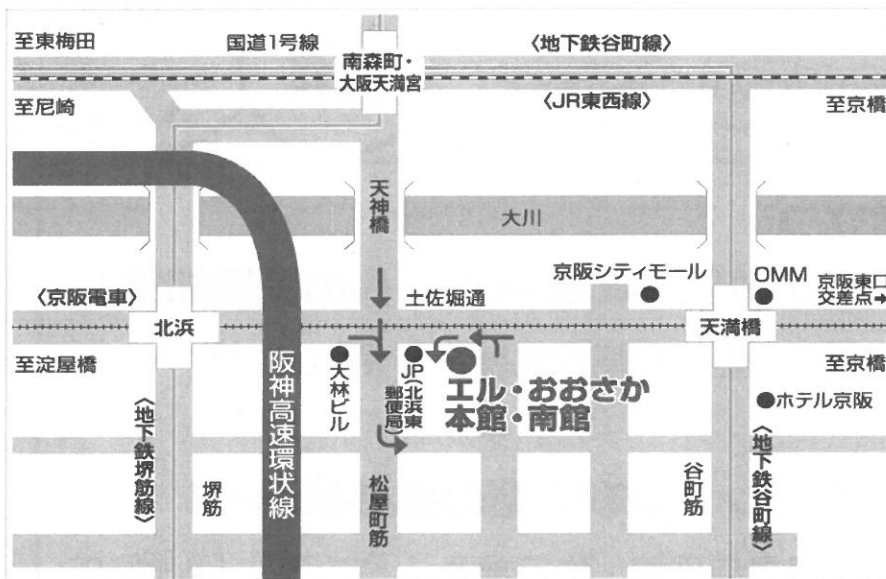 至東梅田
国道1号線
〈地下鉄谷町線〉
南森町・
大阪天満宮
至尼崎
〈JR東西線〉
至京橋
天神橋
大川
京阪シティモール
OMM
京阪東口
交差点→
〈京阪電車〉
土佐堀通
北浜
天満橋
至淀屋橋
至京橋
阪神高速環状線
大林ビル
JP(北浜東
郵便局)
エル・おおさか
本館・南館
ホテル京阪
〈地下鉄堺筋線〉
堺筋
松屋町筋
谷町筋
〈地下鉄谷町線〉